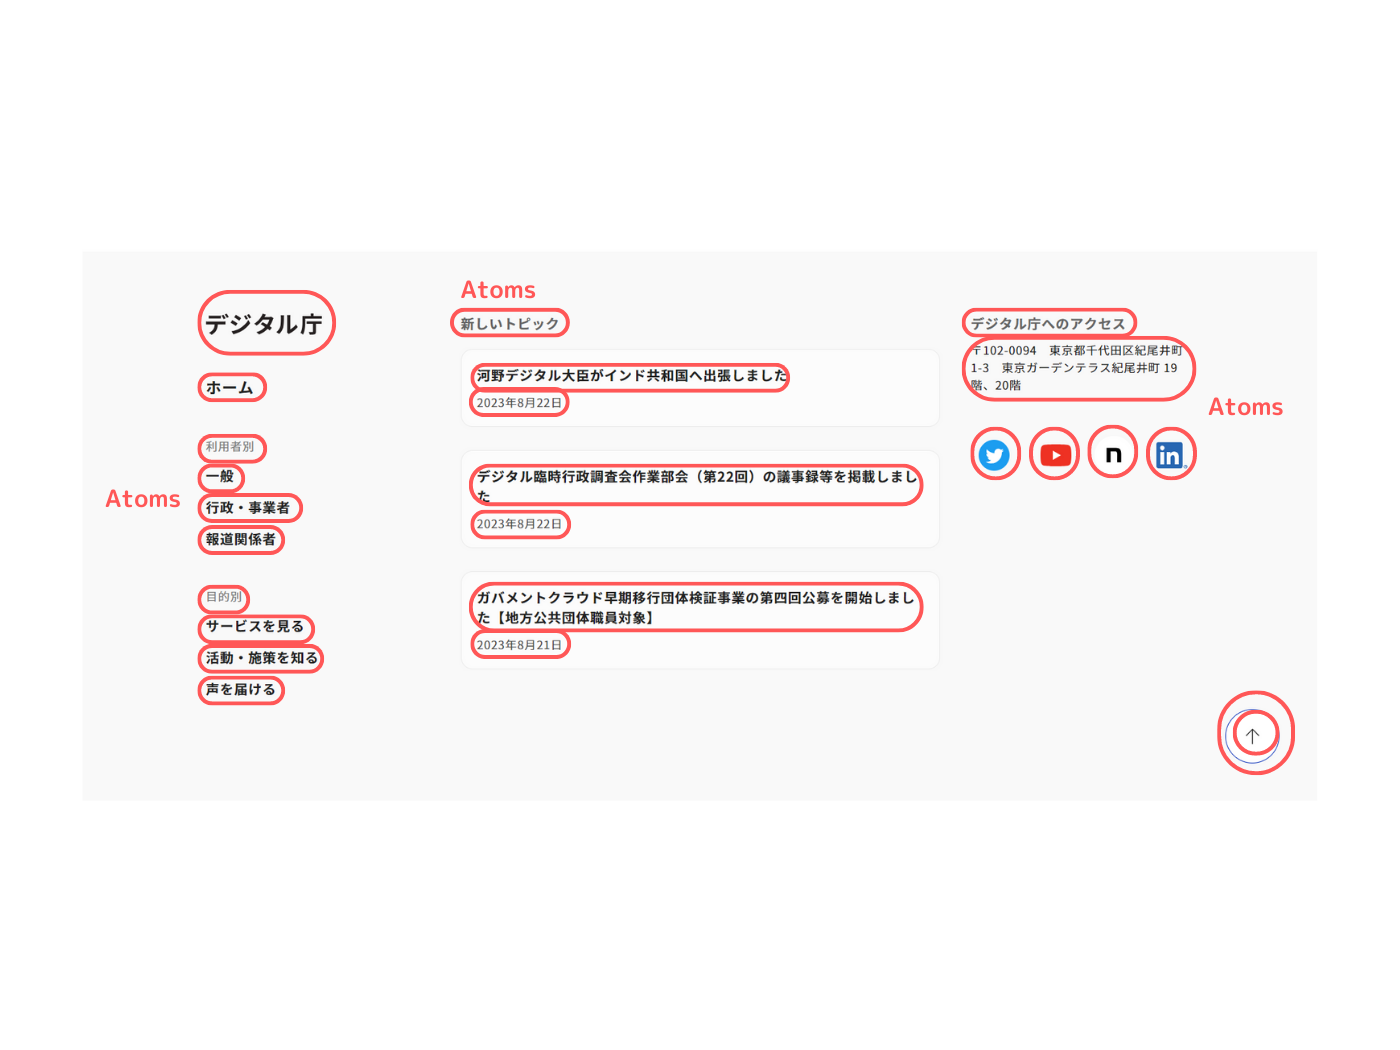 デジタル庁
ホーム
利用者別
一般
行政・事業者
報道関係者
目的別
サービスを見る
活動・施策を知る
声を届ける
Atoms
Atoms
新しいトピック
河野デジタル大臣がインド共和国へ出張しました
2023年8月22日
デジタル臨時行政調査会作業部会（第22回）の議事録等を掲載しまし
た
2023年8月22日
ガバメントクラウド早期移行団体検証事業の第四回公募を開始しまし
た【地方公共団体職員対象】
2023年8月21日
デジタル庁へのアクセス
〒102-0094　東京都千代田区紀尾井町
1-3　東京ガーデンテラス紀尾井町 19
階、20階
Atoms
n
in